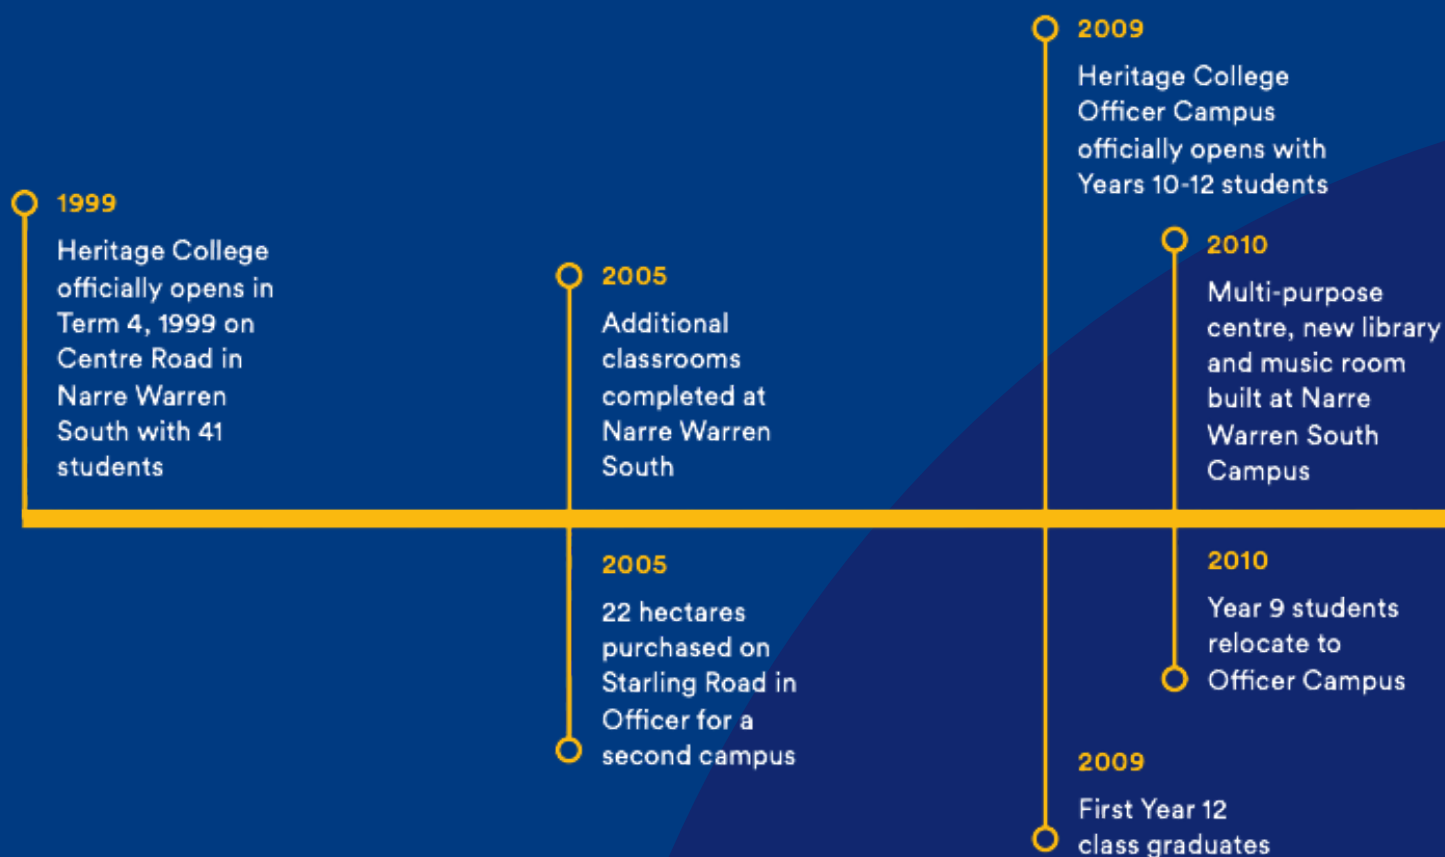 1999
Heritage College
officially opens in
Term 4, 1999 on
Centre Road in
Narre Warren
South with 41
students
2005
Additional
classrooms
completed at
Narre Warren
South
2005
22 hectares
purchased on
Starling Road in
Officer for a
second campus
2009
Heritage College
Officer Campus
officially opens with
Years 10-12 students
2009
First Year 12
class graduates
2010
Multi-purpose
centre, new library
and music room
built at Narre
Warren South
Campus
2010
Year 9 students
relocate to
Officer Campus